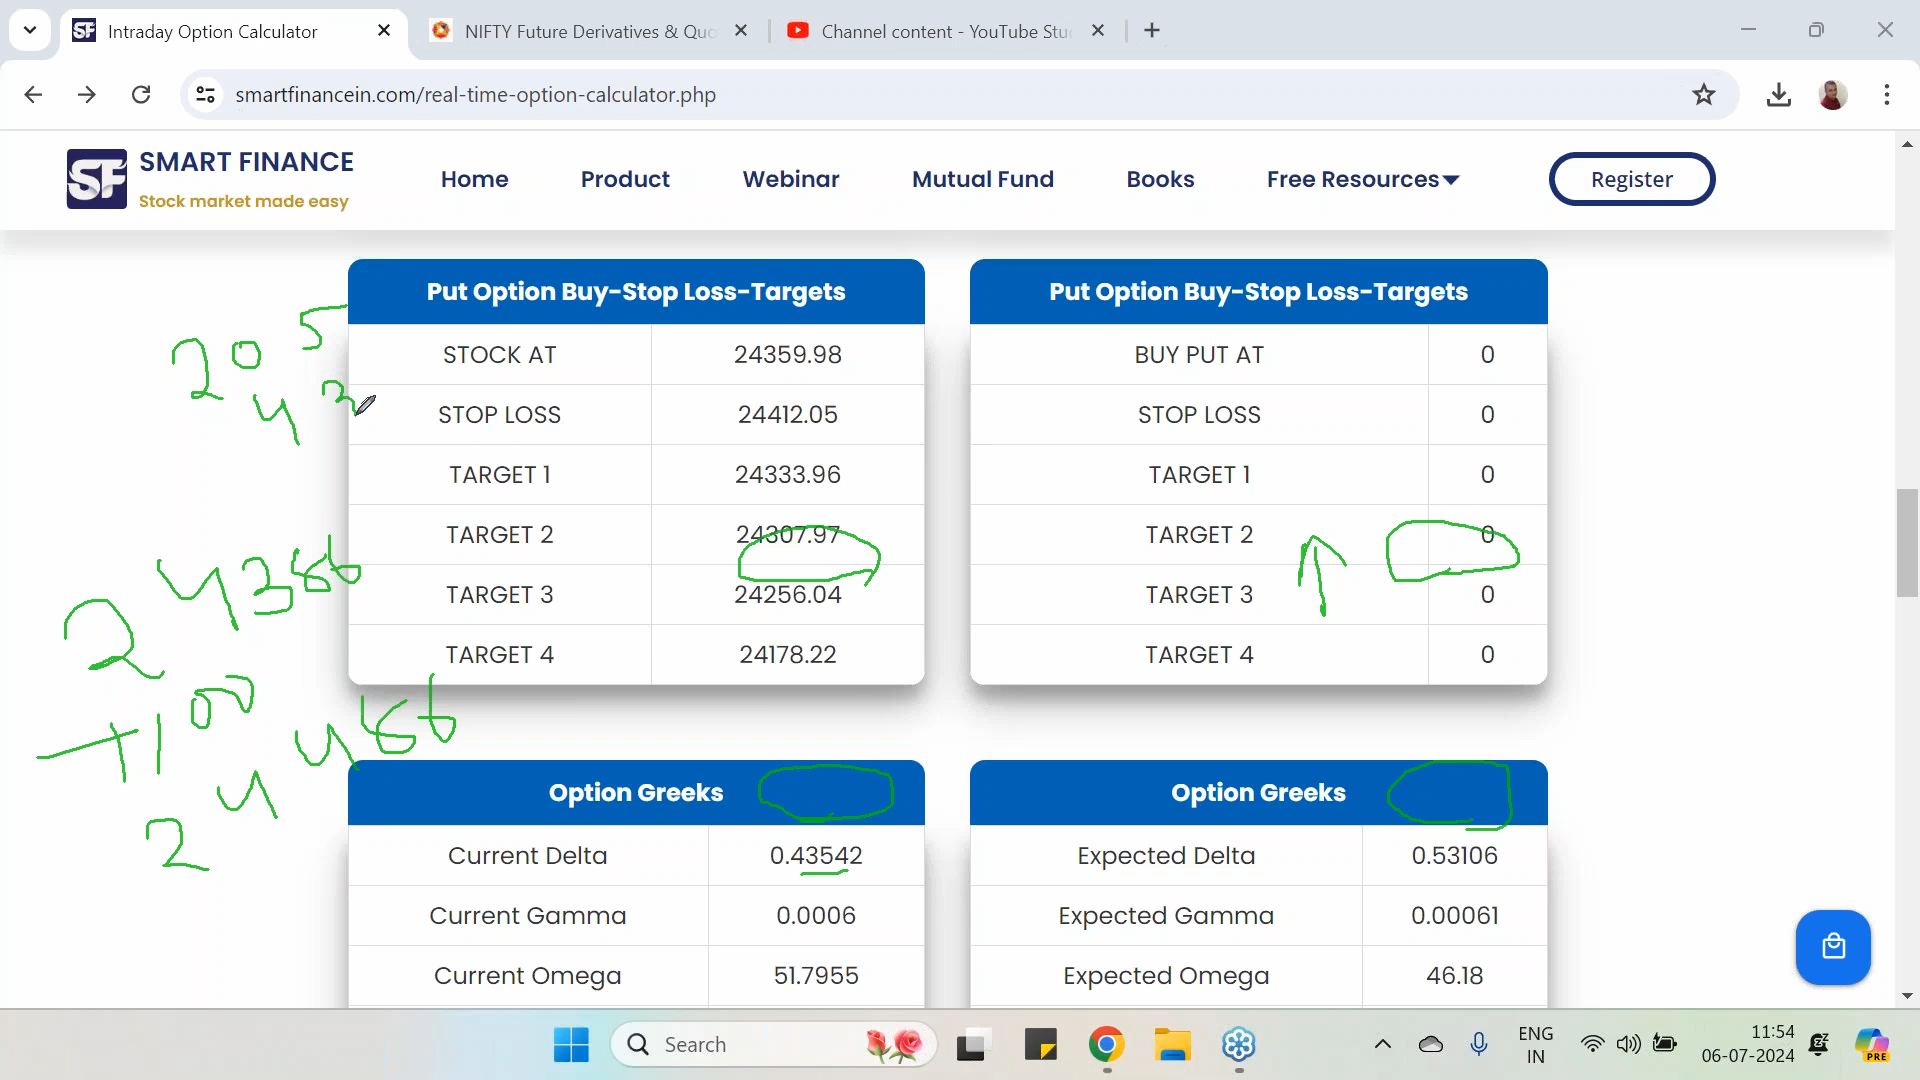 Intraday Option Calculator
NIFTY Future Derivatives & Quo
Channel content - YouTube Stu
smartfinancein.com/real-time-option-calculator.php
SF
SMART FINANCE
Stock market made easy
Home
Product
Webinar
Mutual Fund
Books
Free Resources
Register
Put Option Buy-Stop Loss-Targets
STOCK AT 24359.98
STOP LOSS 24412.05
TARGET 1 24333.96
TARGET 2 24307.97
TARGET 3 24256.04
TARGET 4 24178.22
Put Option Buy-Stop Loss-Targets
BUY PUT AT 0
STOP LOSS 0
TARGET 1 0
TARGET 2 0
TARGET 3 0
TARGET 4 0
205
24366
+100
24466
Option Greeks
Current Delta 0.43542
Current Gamma 0.0006
Current Omega 51.7955
Option Greeks
Expected Delta 0.53106
Expected Gamma 0.00061
Expected Omega 46.18
Search
ENG
IN
11:54
06-07-2024
PRE